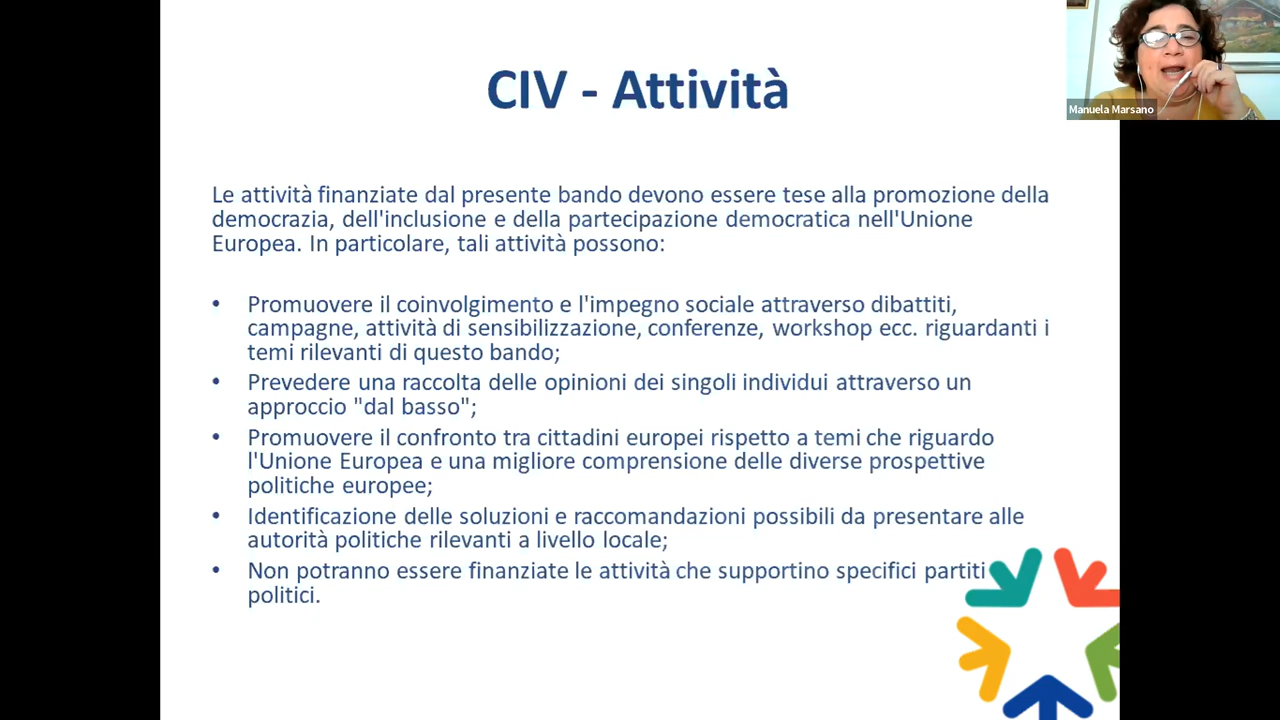 CIV - Attività
Manuela Marsano
Le attività finanziate dal presente bando devono essere tese alla promozione della
democrazia, dell'inclusione e della partecipazione democratica nell'Unione
Europea. In particolare, tali attività possono:
• Promuovere il coinvolgimento e l'impegno sociale attraverso dibattiti,
campagne, attività di sensibilizzazione, conferenze, workshop ecc. riguardanti i
temi rilevanti di questo bando;
• Prevedere una raccolta delle opinioni dei singoli individui attraverso un
approccio "dal basso";
• Promuovere il confronto tra cittadini europei rispetto a temi che riguardo
l'Unione Europea e una migliore comprensione delle diverse prospettive
politiche europee;
• Identificazione delle soluzioni e raccomandazioni possibili da presentare alle
autorità politiche rilevanti a livello locale;
• Non potranno essere finanziate le attività che supportino specifici partiti
politici.